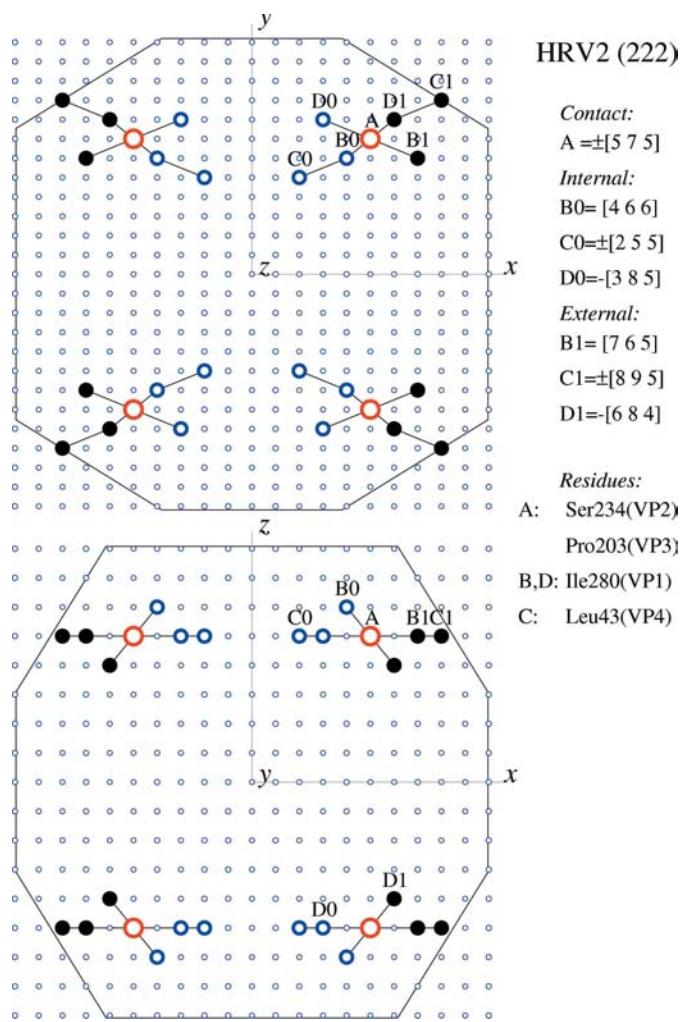 y
HRV2 (222)
C1
D0
D1
A
Contact:
A =±[5 7 5]
B0
B1
C0
Internal:
B0= [4 6 6]
C0=±[2 5 5]
z
x
D0=-[3 8 5]
External:
B1= [7 6 5]
C1=±[8 9 5]
D1=-[6 8 4]
Residues:
A: Ser234(VP2)
Pro203(VP3)
B,D: Ile280(VP1)
C: Leu43(VP4)
z
B0
C0
A
B1C1
y
x
D1
D0